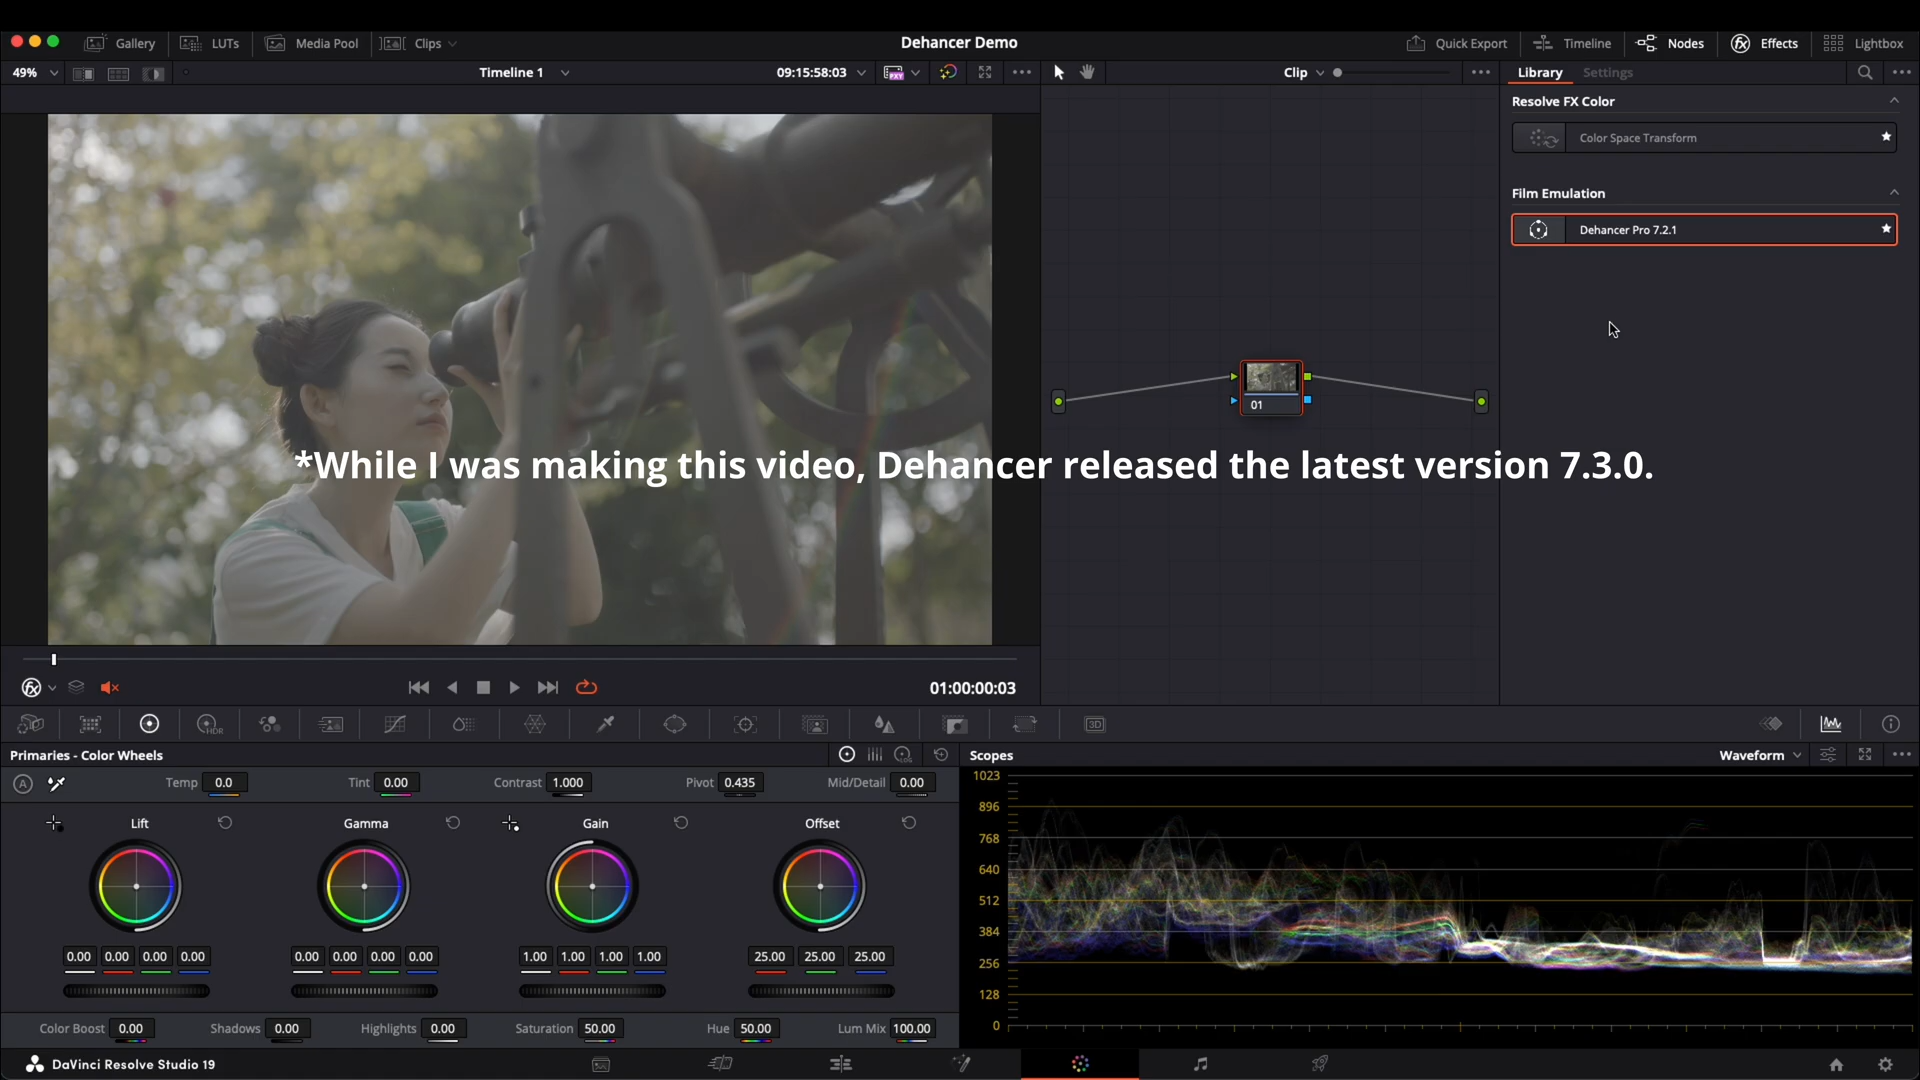 Gallery LUTs Media Pool Clips Dehancer Demo Quick Export Timeline Nodes Effects Lightbox
49% Timeline 1 09:15:58:03 PXY Clip Library Settings
Resolve FX Color
Color Space Transform
Film Emulation
Dehancer Pro 7.2.1
01
*While I was making this video, Dehancer released the latest version 7.3.0.
01:00:00:03
HDR 3D
Primaries - Color Wheels LOG Scopes Waveform
A Temp 0.0 Tint 0.00 Contrast 1.000 Pivot 0.435 Mid/Detail 0.00
Lift Gamma Gain Offset
0.00 0.00 0.00 0.00 0.00 0.00 0.00 0.00 1.00 1.00 1.00 1.00 25.00 25.00 25.00
Color Boost 0.00 Shadows 0.00 Highlights 0.00 Saturation 50.00 Hue 50.00 Lum Mix 100.00
1023
896
768
640
512
384
256
128
0
DaVinci Resolve Studio 19